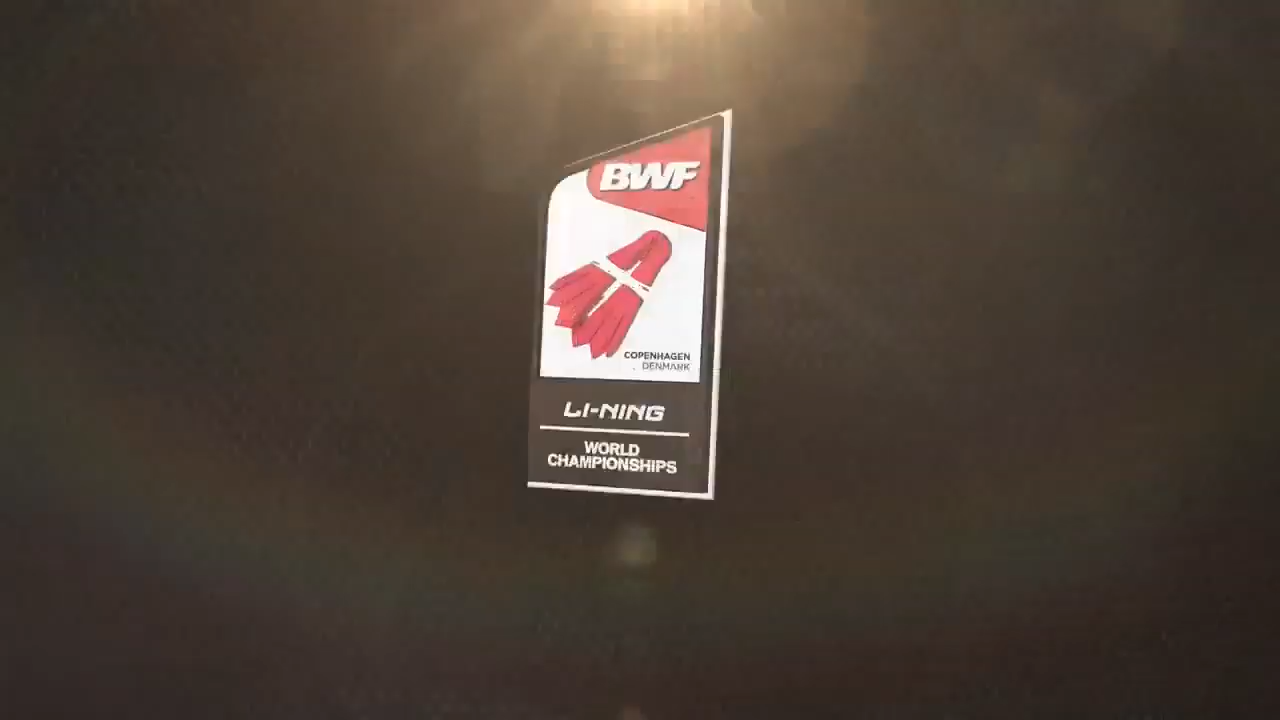 BWF
COPENHAGEN
DENMARK
LI-NING
WORLD
CHAMPIONSHIPS